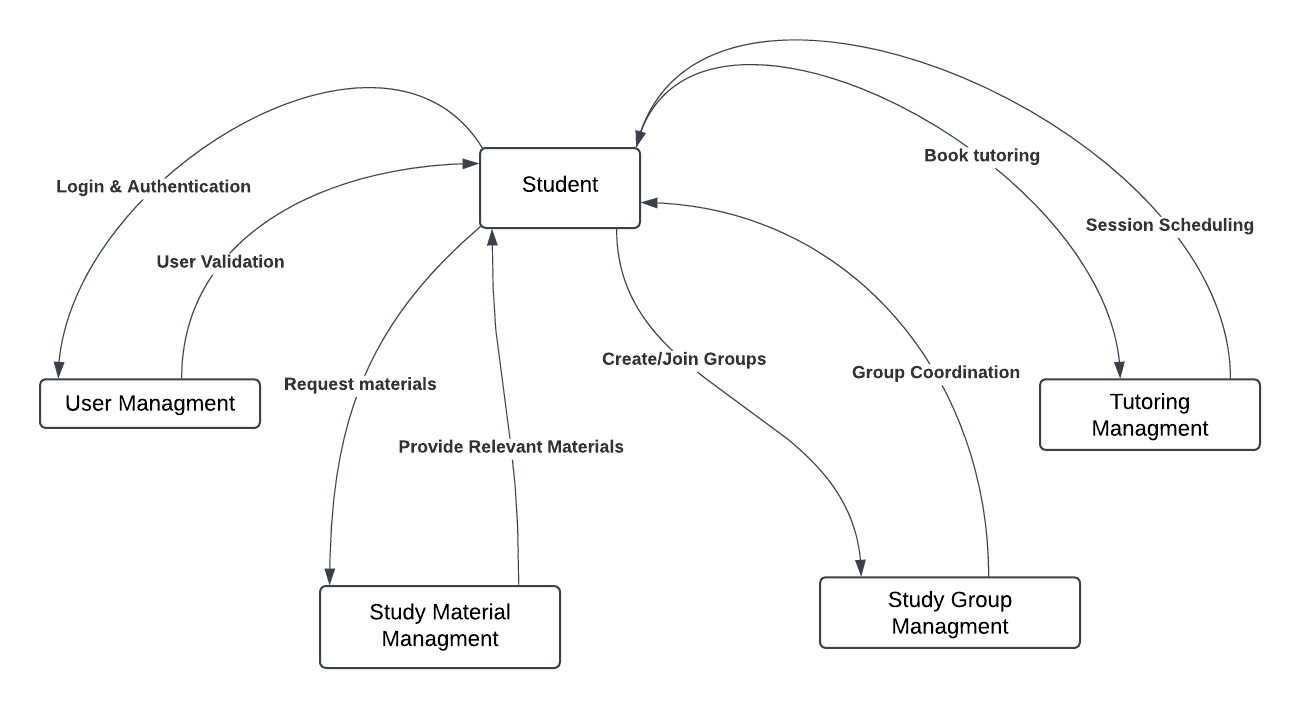 Book tutoring
Student
Login & Authentication
Session Scheduling
User Validation
Create/Join Groups
Group Coordination
Request materials
User Managment
Tutoring
Managment
Provide Relevant Materials
Study Material
Managment
Study Group
Managment